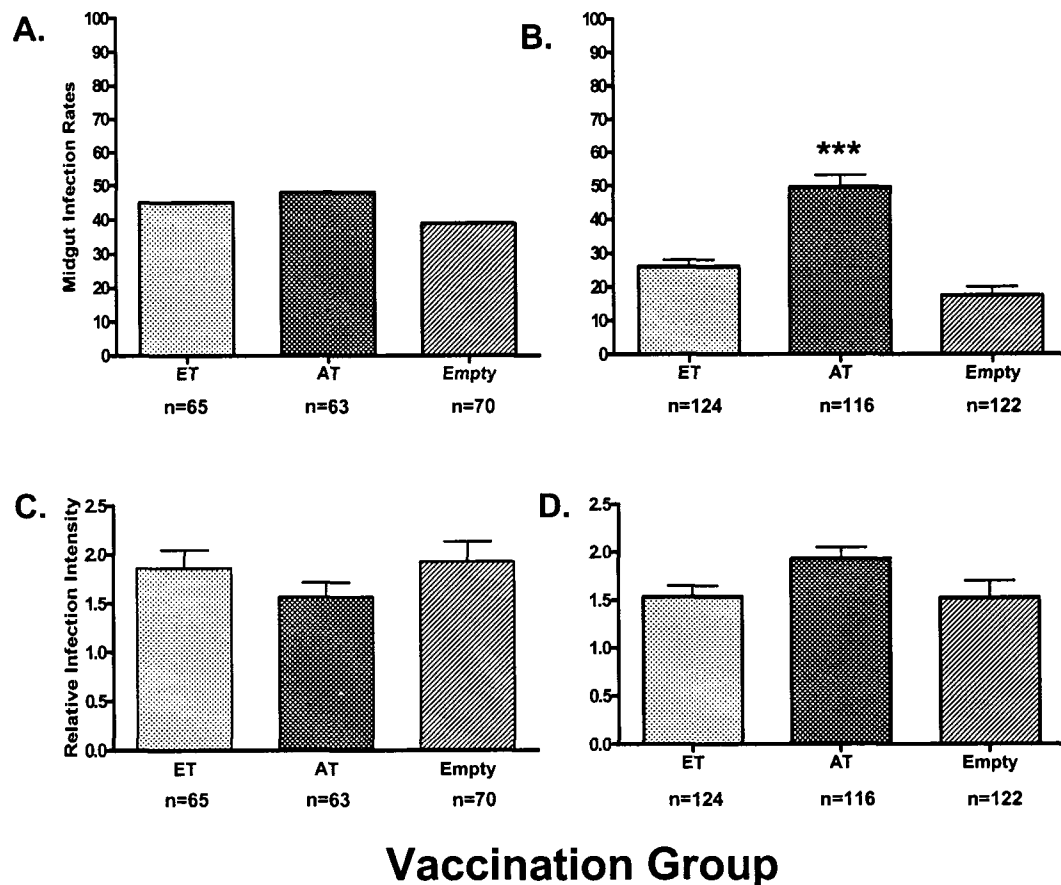 A.
Midgut Infection Rates
100
90
80
70
60
50
40
30
20
10
0
ET AT Empty
n=65 n=63 n=70
B.
100
90
80
70
60
50
40
30
20
10
0
***
ET AT Empty
n=124 n=116 n=122
C.
Relative Infection Intensity
2.5
2.0
1.5
1.0
0.5
0.0
ET AT Empty
n=65 n=63 n=70
D.
2.5
2.0
1.5
1.0
0.5
0.0
ET AT Empty
n=124 n=116 n=122
Vaccination Group